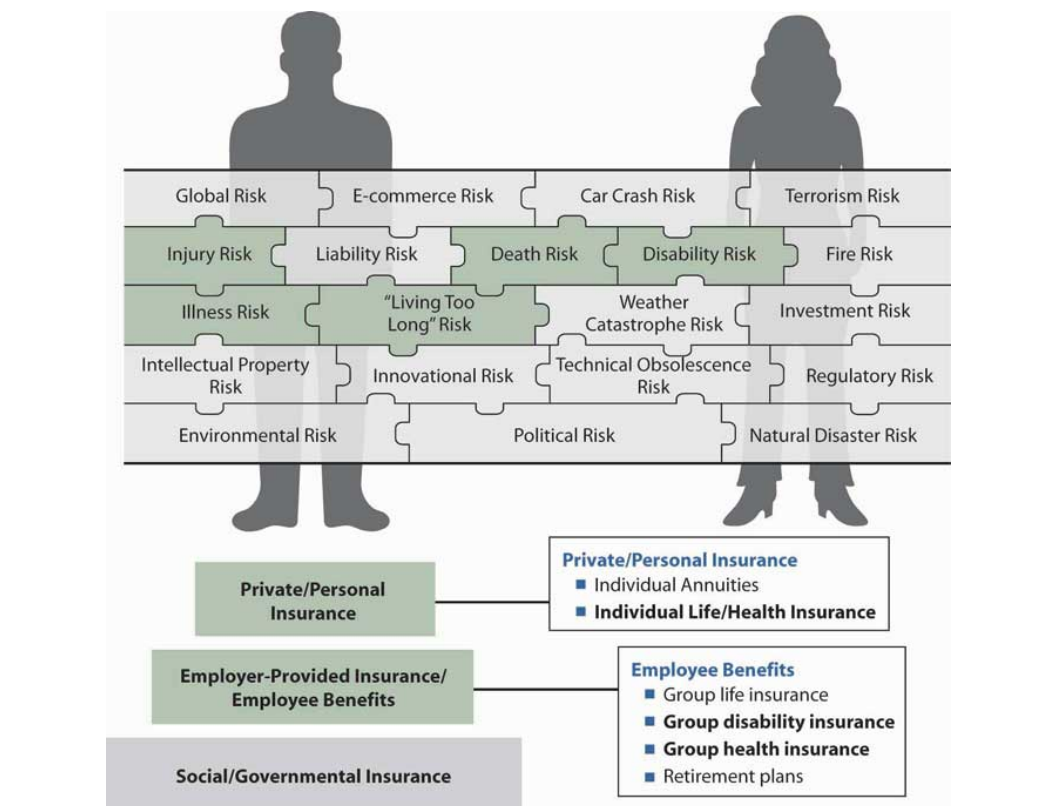 Global Risk
E-commerce Risk
Car Crash Risk
Terrorism Risk
Injury Risk
Liability Risk
Death Risk
Disability Risk
Fire Risk
Illness Risk
“Living Too
Long” Risk
Weather
Catastrophe Risk
Investment Risk
Intellectual Property
Risk
Innovational Risk
Technical Obsolescence
Risk
Regulatory Risk
Environmental Risk
Political Risk
Natural Disaster Risk
Private/Personal
Insurance
Private/Personal Insurance
■ Individual Annuities
■ Individual Life/Health Insurance
Employer-Provided Insurance/
Employee Benefits
Employee Benefits
■ Group life insurance
■ Group disability insurance
■ Group health insurance
■ Retirement plans
Social/Governmental Insurance